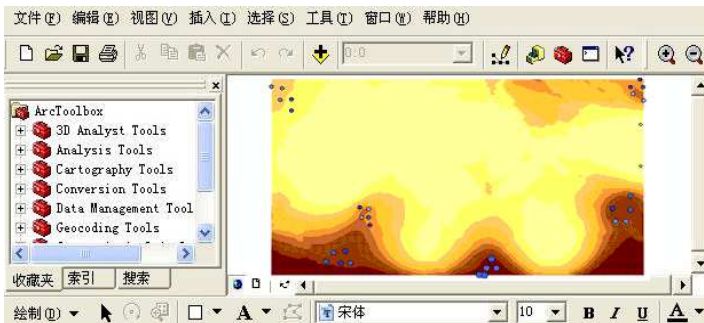 文件(F) 编辑(E) 视图(V) 插入(I) 选择(S) 工具(T) 窗口(W) 帮助(H)
0:0
ArcToolbox
3D Analyst Tools
Analysis Tools
Cartography Tools
Conversion Tools
Data Management Tool
Geocoding Tools
收藏夹 索引 搜索
绘制(D) A 宋体 10 B I U A